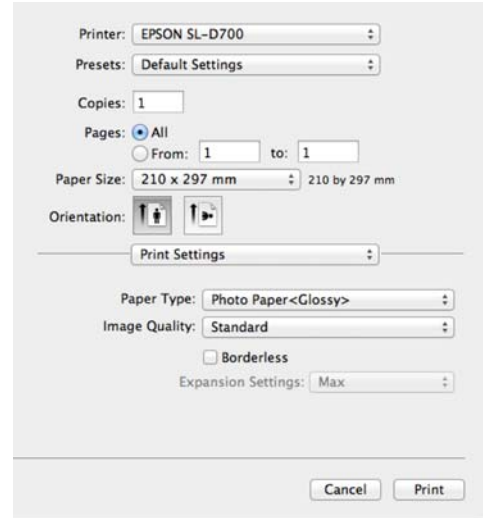 Printer: EPSON SL-D700
Presets: Default Settings
Copies: 1
Pages: All
From: 1 to: 1
Paper Size: 210 x 297 mm 210 by 297 mm
Orientation:
Print Settings
Paper Type: Photo Paper<Glossy>
Image Quality: Standard
Borderless
Expansion Settings: Max
Cancel Print